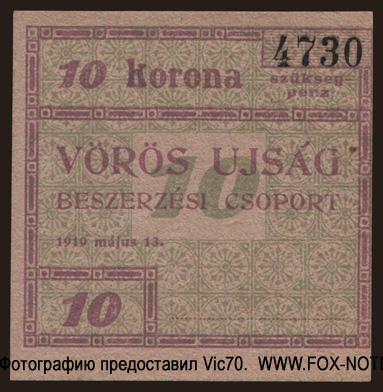 4730
10 Korona
szükség
pénz
VÖRÖS UJSÁG
10
BESZERZÉSI CSOPORT
1919 május 13.
10
Фотографию предоставил Vic70. WWW.FOX-NOT